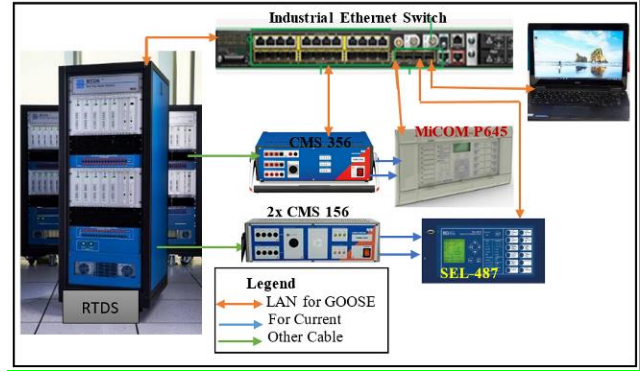 Industrial Ethernet Switch
CMS 356
MiCOM-P645
2x CMS 156
SEL-487
RTDS
Legend
LAN for GOOSE
For Current
Other Cable